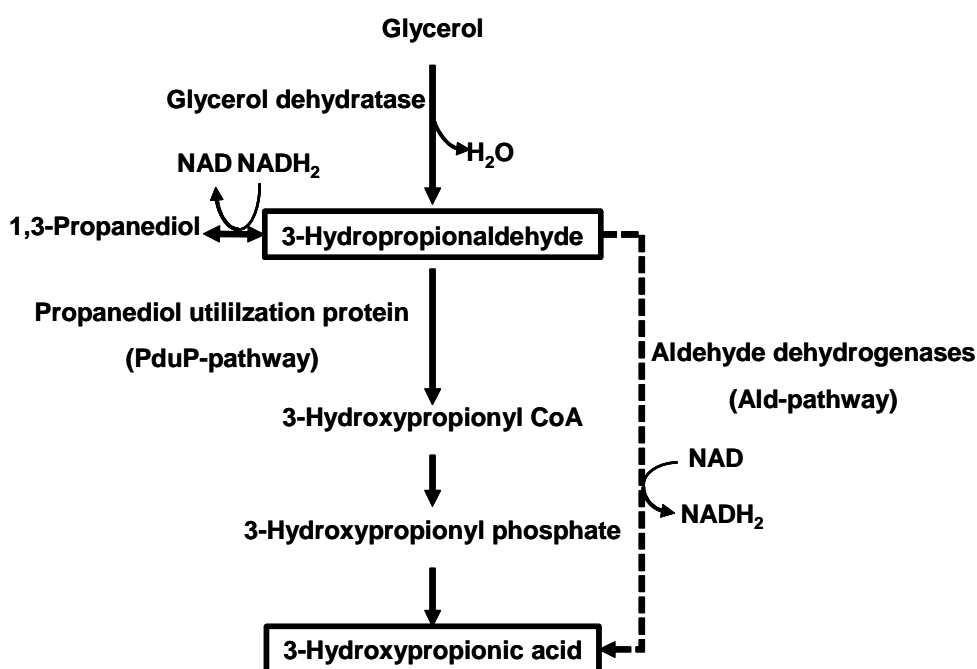 Glycerol
Glycerol dehydratase
H₂O
NAD NADH₂
1,3-Propanediol
3-Hydropropionaldehyde
Propanediol utililzation protein
(PduP-pathway)
Aldehyde dehydrogenases
(Ald-pathway)
3-Hydroxypropionyl CoA
NAD
NADH₂
3-Hydroxypropionyl phosphate
3-Hydroxypropionic acid